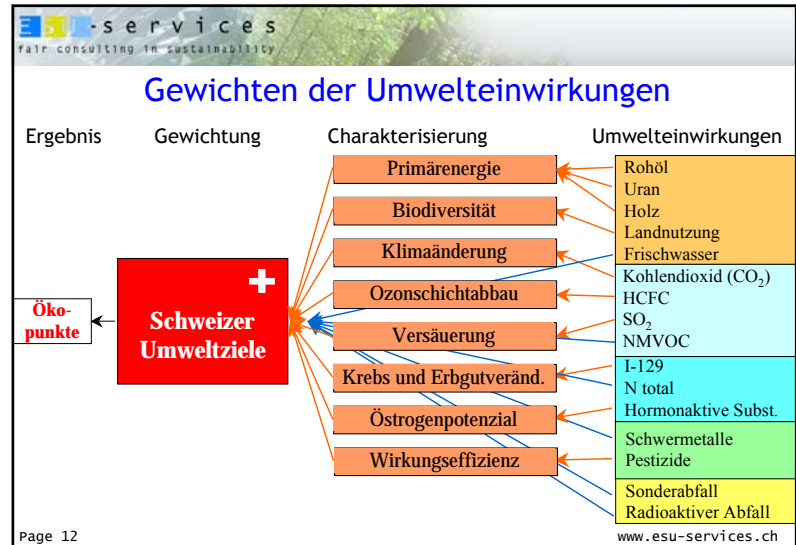 ESU-services
fair consulting in sustainability
Gewichten der Umwelteinwirkungen
Ergebnis
Gewichtung
Charakterisierung
Umwelteinwirkungen
Öko-
punkte
Schweizer
Umweltziele
Primärenergie
Biodiversität
Klimaänderung
Ozonschichtabbau
Versäuerung
Krebs und Erbgutveränd.
Östrogenpotenzial
Wirkungseffizienz
Rohöl
Uran
Holz
Landnutzung
Frischwasser
Kohlendioxid (CO₂)
HCFC
SO₂
NMVOC
I-129
N total
Hormonaktive Subst.
Schwermetalle
Pestizide
Sonderabfall
Radioaktiver Abfall
Page 12
www.esu-services.ch